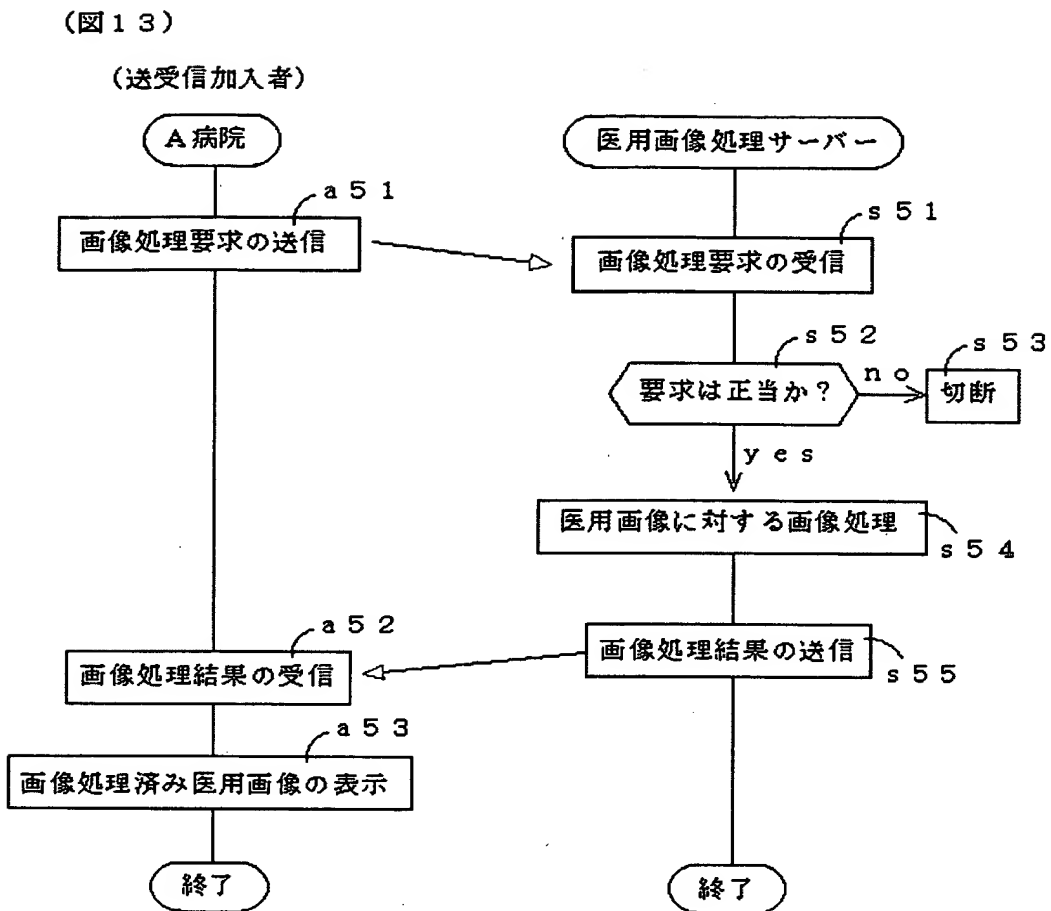 (図13)
(送受信加入者)
A病院
医用画像処理サーバー
a51
s51
画像処理要求の送信
画像処理要求の受信
s52
s53
要求は正当か?
no
切断
yes
医用画像に対する画像処理
s54
a52
画像処理結果の送信
画像処理結果の受信
s55
a53
画像処理済み医用画像の表示
終了
終了